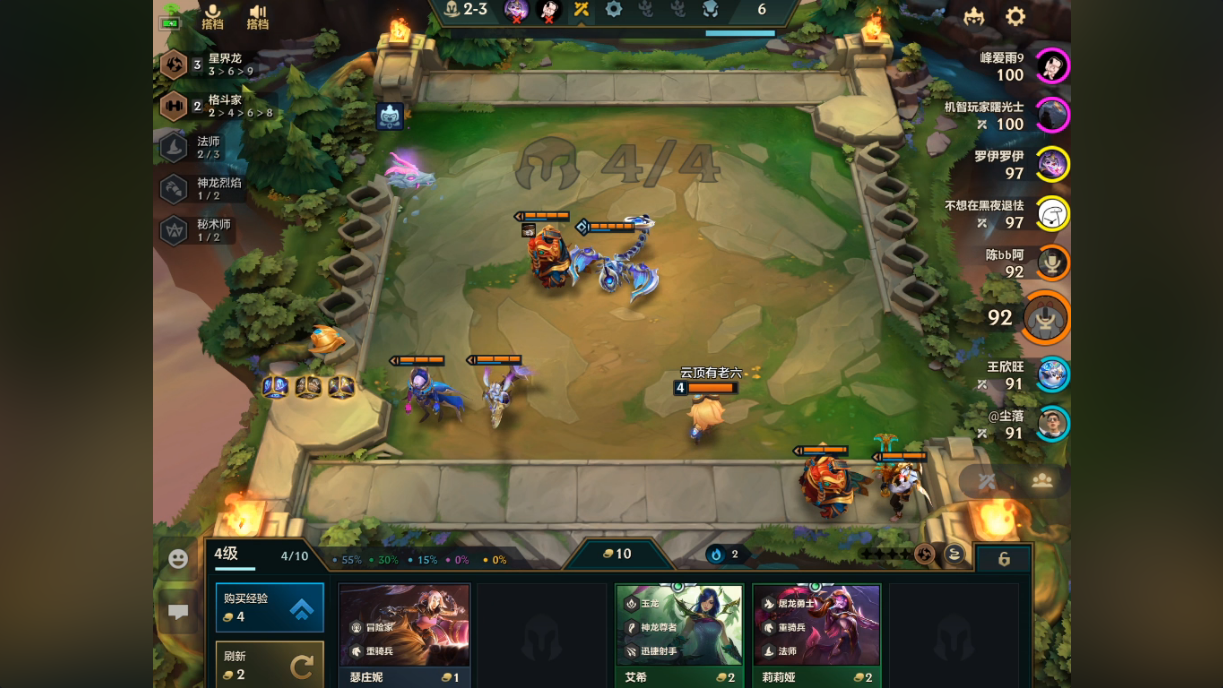 搭档
搭档
2-3
6
3
星界龙
3 > 6 > 9
2
格斗家
2 > 4 > 6 > 8
法师
2 / 3
神龙烈焰
1 / 2
秘术师
1 / 2
4/4
峰爱雨9
100
机智玩家曙光士
100
罗伊罗伊
97
不想在黑夜退怯
97
陈bb阿
92
92
王欣旺
91
@尘落
91
云顶有老六
4
4级
4/10
55%
30%
15%
0%
0%
10
2
购买经验
4
刷新
2
冒险家
重骑兵
瑟庄妮
1
玉龙
神龙尊者
迅捷射手
艾希
2
屠龙勇士
重骑兵
法师
莉莉娅
2